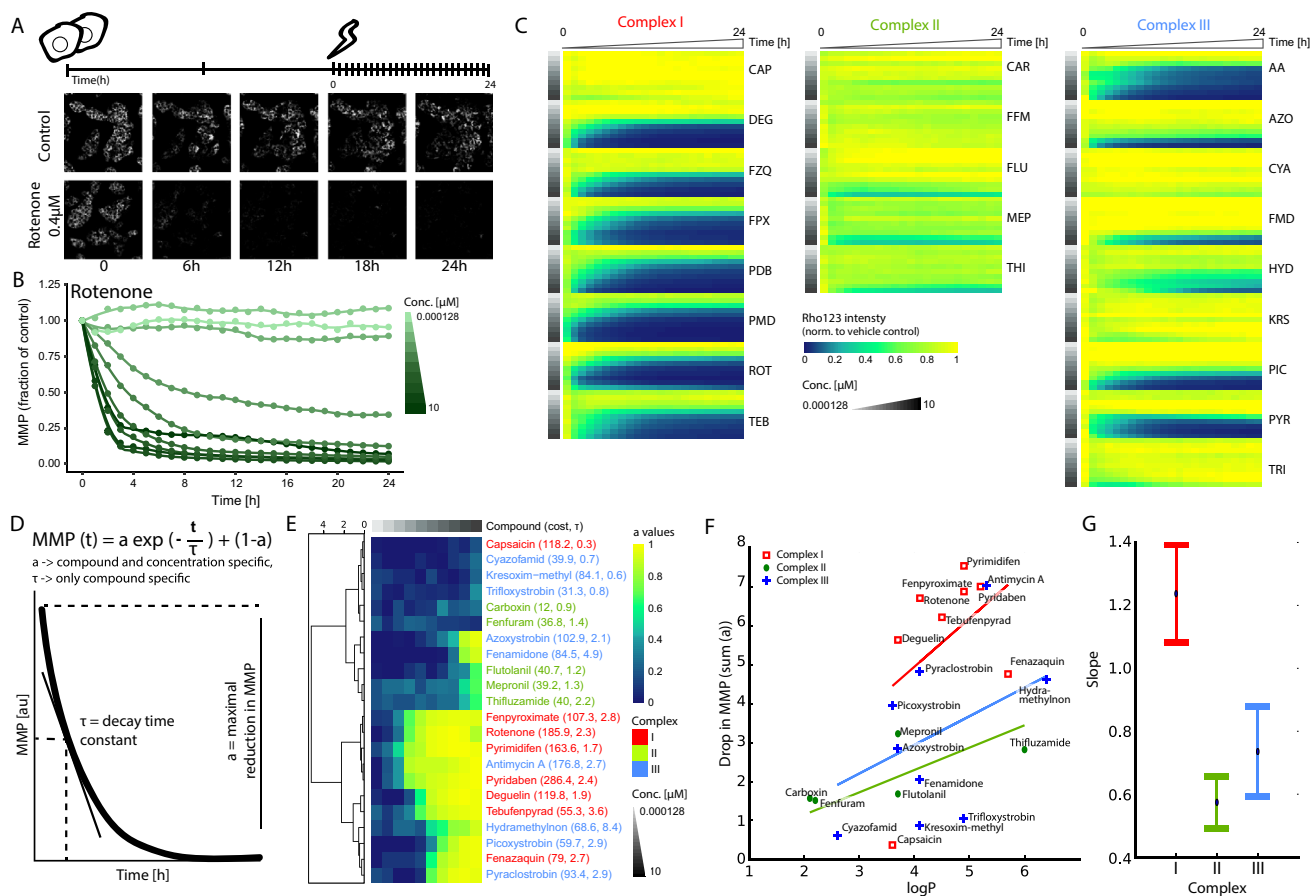 A
Time(h)
0
24
Control
Rotenone
0.4μM
0
6h
12h
18h
24h
B
Rotenone
MMP (fraction of control)
1.25
1.00
0.75
0.50
0.25
0.00
0
4
8
12
16
20
24
Time [h]
Conc. [μM]
0.000128
10
C
Complex I
0
24
Time [h]
CAP
DEG
FZQ
FPX
PDB
PMD
ROT
TEB
Complex II
0
24
Time [h]
CAR
FFM
FLU
MEP
THI
Rho123 intensty
(norm. to vehicle control)
0
0.2
0.4
0.6
0.8
1
Conc. [μM]
0.000128
10
Complex III
0
24
Time [h]
AA
AZO
CYA
FMD
HYD
KRS
PIC
PYR
TRI
D
MMP (t) = a exp (- t/τ) + (1-a)
a -> compound and concentration specific,
τ -> only compound specific
MMP [au]
τ = decay time
constant
a = maximal
reduction in MMP
Time [h]
E
4
2
0
Compound (cost, τ)
Capsaicin (118.2, 0.3)
Cyazofamid (39.9, 0.7)
Kresoxim−methyl (84.1, 0.6)
Trifloxystrobin (31.3, 0.8)
Carboxin (12, 0.9)
Fenfuram (36.8, 1.4)
Azoxystrobin (102.9, 2.1)
Fenamidone (84.5, 4.9)
Flutolanil (40.7, 1.2)
Mepronil (39.2, 1.3)
Thifluzamide (40, 2.2)
Fenpyroximate (107.3, 2.8)
Rotenone (185.9, 2.3)
Pyrimidifen (163.6, 1.7)
Antimycin A (176.8, 2.7)
Pyridaben (286.4, 2.4)
Deguelin (119.8, 1.9)
Tebufenpyrad (55.3, 3.6)
Hydramethylnon (68.6, 8.4)
Picoxystrobin (59.7, 2.9)
Fenazaquin (79, 2.7)
Pyraclostrobin (93.4, 2.9)
a values
1
0.8
0.6
0.4
0.2
0
Complex
I
II
III
Conc. [μM]
0.000128
10
F
Drop in MMP (sum (a))
8
7
6
5
4
3
2
1
0
Complex I
Complex II
Complex III
Pyrimidifen
Fenpyroximate
Antimycin A
Rotenone
Pyridaben
Tebufenpyrad
Deguelin
Pyraclostrobin
Fenazaquin
Hydra-
methylnon
Picoxystrobin
Mepronil
Azoxystrobin
Thifluzamide
Fenamidone
Carboxin
Fenfuram
Flutolanil
Trifloxystrobin
Cyazofamid
Kresoxim-methyl
Capsaicin
1
2
3
4
5
6
logP
G
Slope
1.4
1.2
1.0
0.8
0.6
0.4
I
II
III
Complex